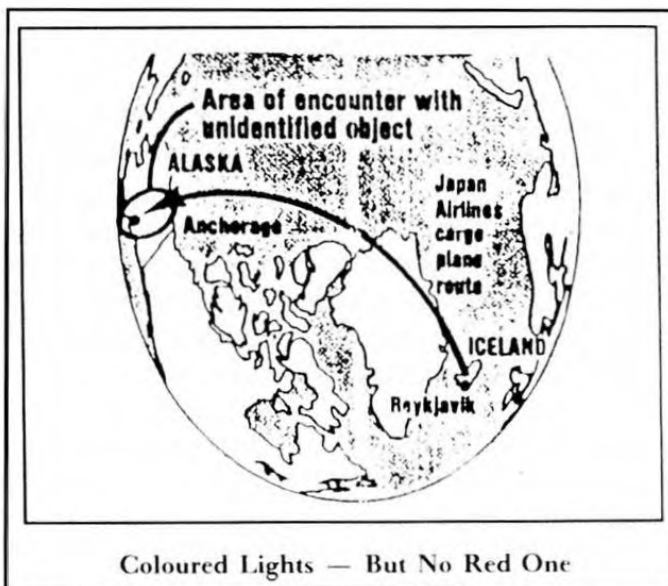 Area of encounter with
unidentified object
ALASKA
Anchorage
Japan
Airlines
cargo
plane
route
ICELAND
Reykjavik
Coloured Lights — But No Red One